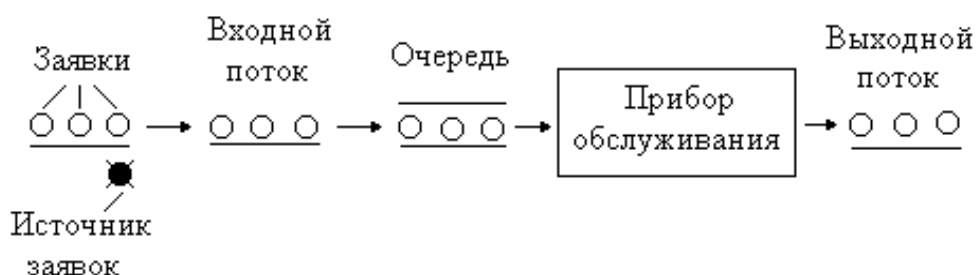 Заявки
Входной
поток
Очередь
Прибор
обслуживания
Выходной
поток
Источник
заявок